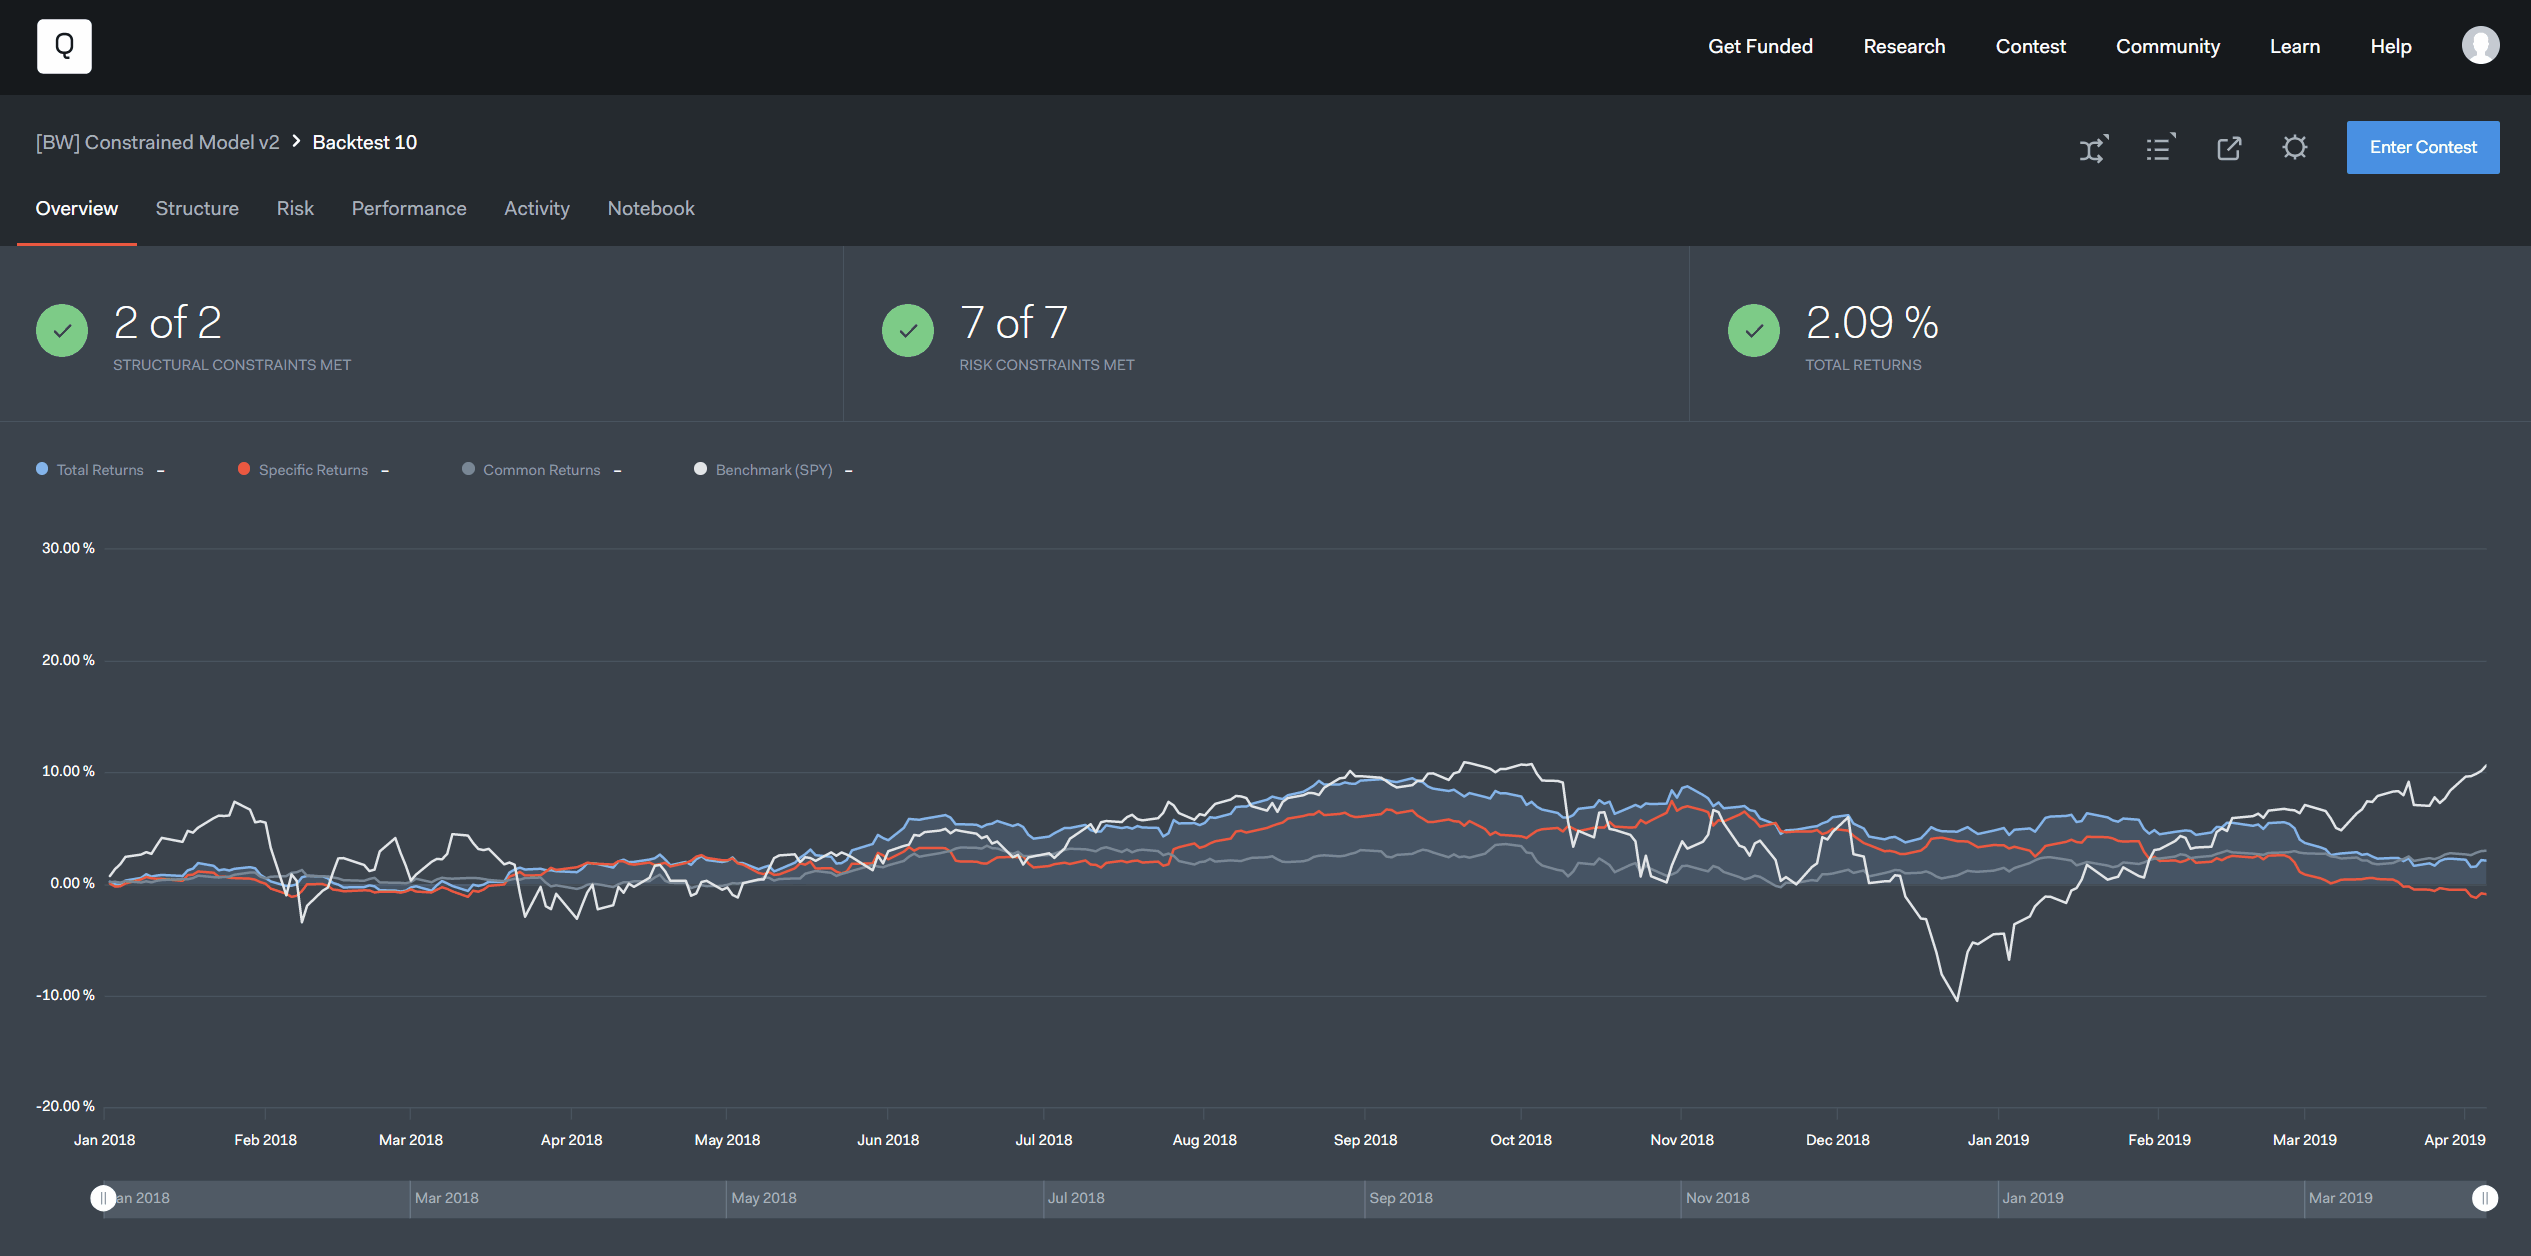 Q
Get Funded Research Contest Community Learn Help
[BW] Constrained Model v2 > Backtest 10
Enter Contest
Overview Structure Risk Performance Activity Notebook
2 of 2
STRUCTURAL CONSTRAINTS MET
7 of 7
RISK CONSTRAINTS MET
2.09 %
TOTAL RETURNS
Total Returns – Specific Returns – Common Returns – Benchmark (SPY) –
30.00 %
20.00 %
10.00 %
0.00 %
-10.00 %
-20.00 %
Jan 2018 Feb 2018 Mar 2018 Apr 2018 May 2018 Jun 2018 Jul 2018 Aug 2018 Sep 2018 Oct 2018 Nov 2018 Dec 2018 Jan 2019 Feb 2019 Mar 2019 Apr 2019
an 2018 Mar 2018 May 2018 Jul 2018 Sep 2018 Nov 2018 Jan 2019 Mar 2019